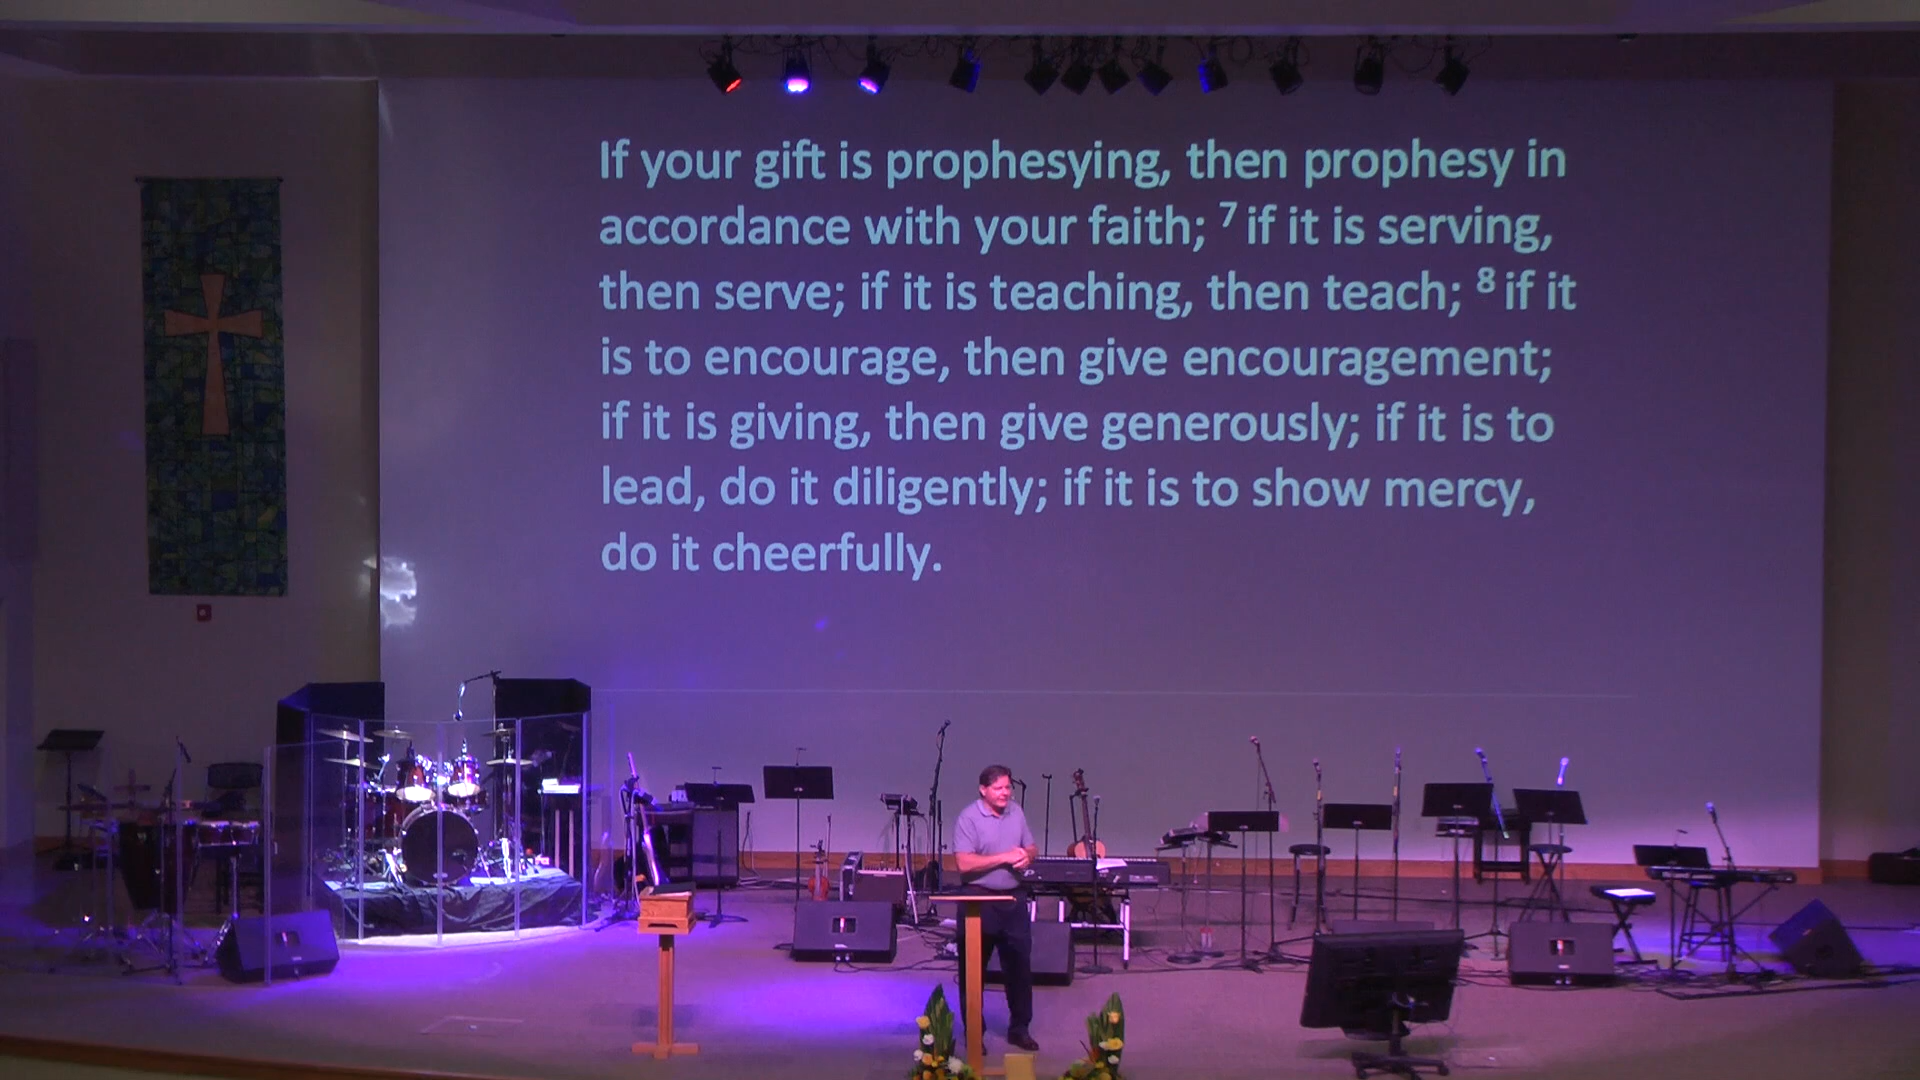 If your gift is prophesying, then prophesy in
accordance with your faith; 7 if it is serving,
then serve; if it is teaching, then teach; 8 if it
is to encourage, then give encouragement;
if it is giving, then give generously; if it is to
lead, do it diligently; if it is to show mercy,
do it cheerfully.